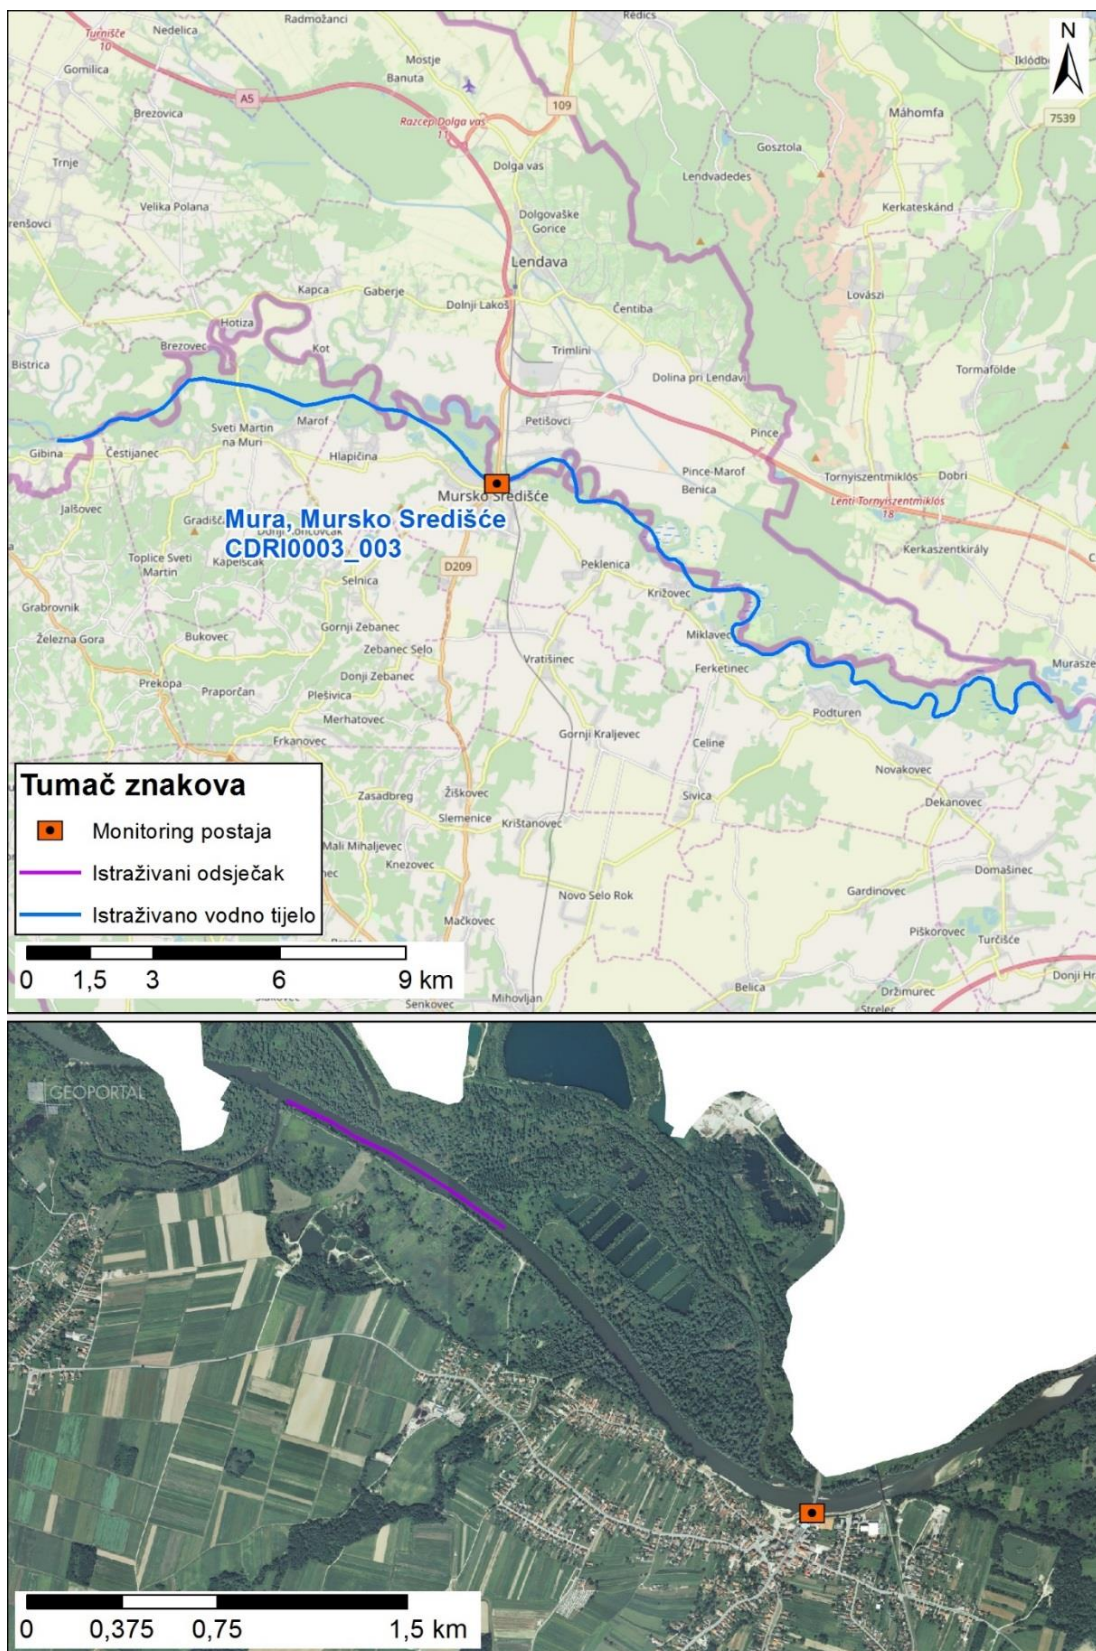 Turnišče
10
Nedelica
Radmožanci
Rédics
N
Gomilica
Mostje
Banuta
Iklódb
A5
109
Brezovica
Razcep Dolga vas
Máhomfa
7539
Trnje
Dolga vas
Gosztola
Lendvadedes
Velika Polana
Kerkateskánd
renšovci
Dolgovaške
Gorice
Lendava
Kapca
Gaberje
Dolnji Lakoš
Čentiba
Lovászi
Hotiza
Brezovec
Kot
Trimlini
Bistrica
Dolina pri Lendavi
Tormafölde
Sveti Martin
na Muri
Marof
Petišovci
Gibina
Čestijanec
Hlapičina
Pince
Pince-Marof
Benica
Tornyiszentmiklós
Dobri
Lenti-Tornyiszentmiklós
18
Mursko Središće
Jalšovec
Mura, Mursko Središće
CDRI0003_003
Toplice Sveti
Martin
Kapelšćak
Selnica
D209
Peklenica
Kerkaszentkirály
Križovec
Grabrovnik
Železna Gora
Bukovec
Gornji Zebanec
Zebanec Selo
Miklavec
Vratišinec
Ferketinec
Murasze
Prekopa
Praporčan
Donji Zebanec
Plešivica
Merhatovec
Podturen
Frkanovec
Gornji Kraljevec
Celine
Novakovec
Tumač znakova
Monitoring postaja
Istraživani odsječak
Istraživano vodno tijelo
Zasadbreg
Žiškovec
Slemenice
Krištanovec
Sivica
Dekanovec
Mali Mihaljevec
Knezovec
Domašinec
Novo Selo Rok
Gardinovec
Mačkovec
Piškorovec
Turčišče
0 1,5 3 6 9 km
Šenkovec
Mihovljan
Belica
Držimurec
Strelec
Donji Hr
GEOPORTAL
0 0,375 0,75 1,5 km